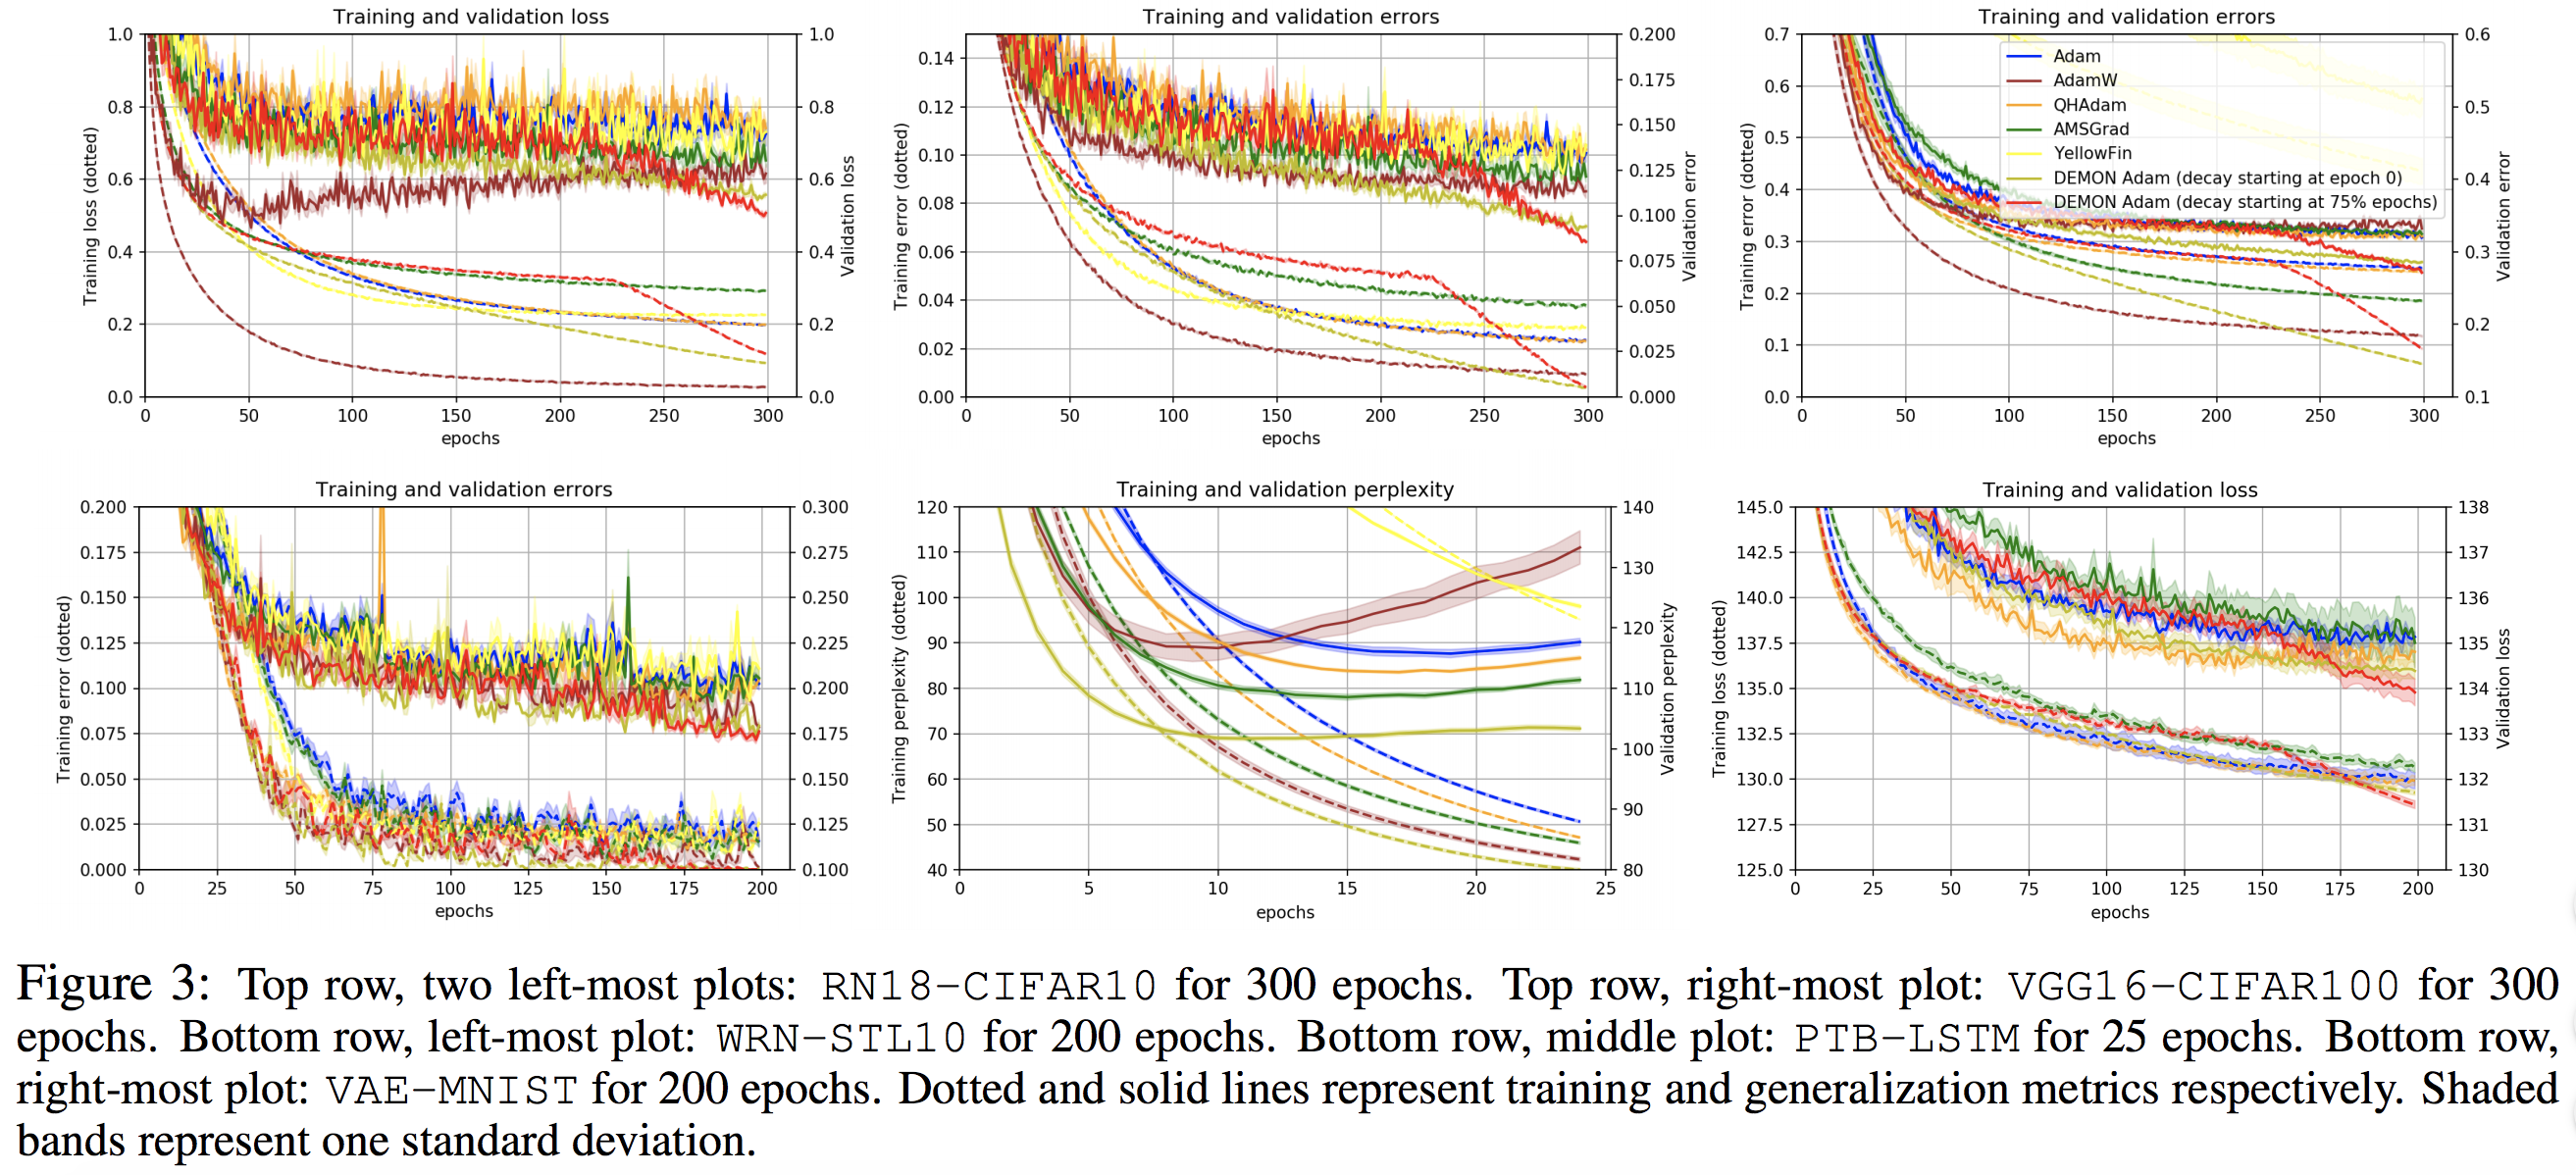 Training and validation loss
1.0
0.8
0.6
0.4
0.2
0.0
1.0
0.8
0.6
0.4
0.2
0.0
0 50 100 150 200 250 300
Training loss (dotted)
Validation loss
epochs
Training and validation errors
0.14
0.12
0.10
0.08
0.06
0.04
0.02
0.00
0.200
0.175
0.150
0.125
0.100
0.075
0.050
0.025
0.000
0 50 100 150 200 250 300
Training error (dotted)
Validation error
epochs
Training and validation errors
0.7
0.6
0.5
0.4
0.3
0.2
0.1
0.0
0.6
0.5
0.4
0.3
0.2
0.1
0 50 100 150 200 250 300
Training error (dotted)
Validation error
epochs
Adam
AdamW
QHAdam
AMSGrad
YellowFin
DEMON Adam (decay starting at epoch 0)
DEMON Adam (decay starting at 75% epochs)
Training and validation errors
0.200
0.175
0.150
0.125
0.100
0.075
0.050
0.025
0.000
0.300
0.275
0.250
0.225
0.200
0.175
0.150
0.125
0.100
0 25 50 75 100 125 150 175 200
Training error (dotted)
epochs
Training and validation perplexity
120
110
100
90
80
70
60
50
40
140
130
120
110
100
90
80
0 5 10 15 20 25
Training perplexity (dotted)
Validation perplexity
epochs
Training and validation loss
145.0
142.5
140.0
137.5
135.0
132.5
130.0
127.5
125.0
138
137
136
135
134
133
132
131
130
0 25 50 75 100 125 150 175 200
Training loss (dotted)
Validation loss
epochs
Figure 3: Top row, two left-most plots: RN18-CIFAR10 for 300 epochs. Top row, right-most plot: VGG16-CIFAR100 for 300
epochs. Bottom row, left-most plot: WRN-STL10 for 200 epochs. Bottom row, middle plot: PTB-LSTM for 25 epochs. Bottom row,
right-most plot: VAE-MNIST for 200 epochs. Dotted and solid lines represent training and generalization metrics respectively. Shaded
bands represent one standard deviation.